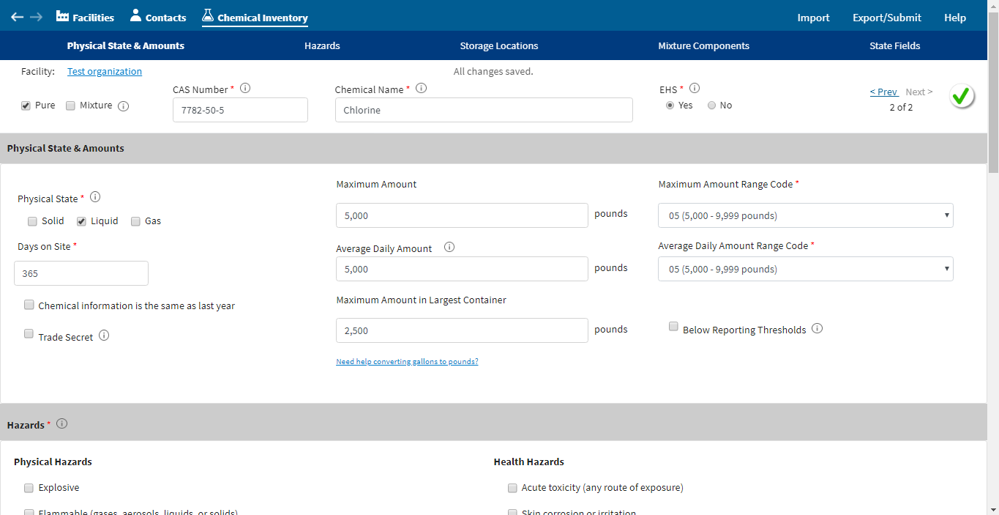 Facilities Contacts Chemical Inventory Import Export/Submit Help
Physical State & Amounts Hazards Storage Locations Mixture Components State Fields
Facility: Test organization All changes saved.
CAS Number * Chemical Name * EHS * < Prev Next >
Pure Mixture 7782-50-5 Chlorine Yes No 2 of 2
Physical State & Amounts
Maximum Amount Maximum Amount Range Code *
Physical State *
5,000 pounds 05 (5,000 - 9,999 pounds)
Solid Liquid Gas
Days on Site * Average Daily Amount Average Daily Amount Range Code *
365 5,000 pounds 05 (5,000 - 9,999 pounds)
Chemical information is the same as last year Maximum Amount in Largest Container
Trade Secret 2,500 pounds Below Reporting Thresholds
Need help converting gallons to pounds?
Hazards *
Physical Hazards Health Hazards
Explosive Acute toxicity (any route of exposure)
Flammable (gases, aerosols, liquids, or solids) Skin corrosion or irritation